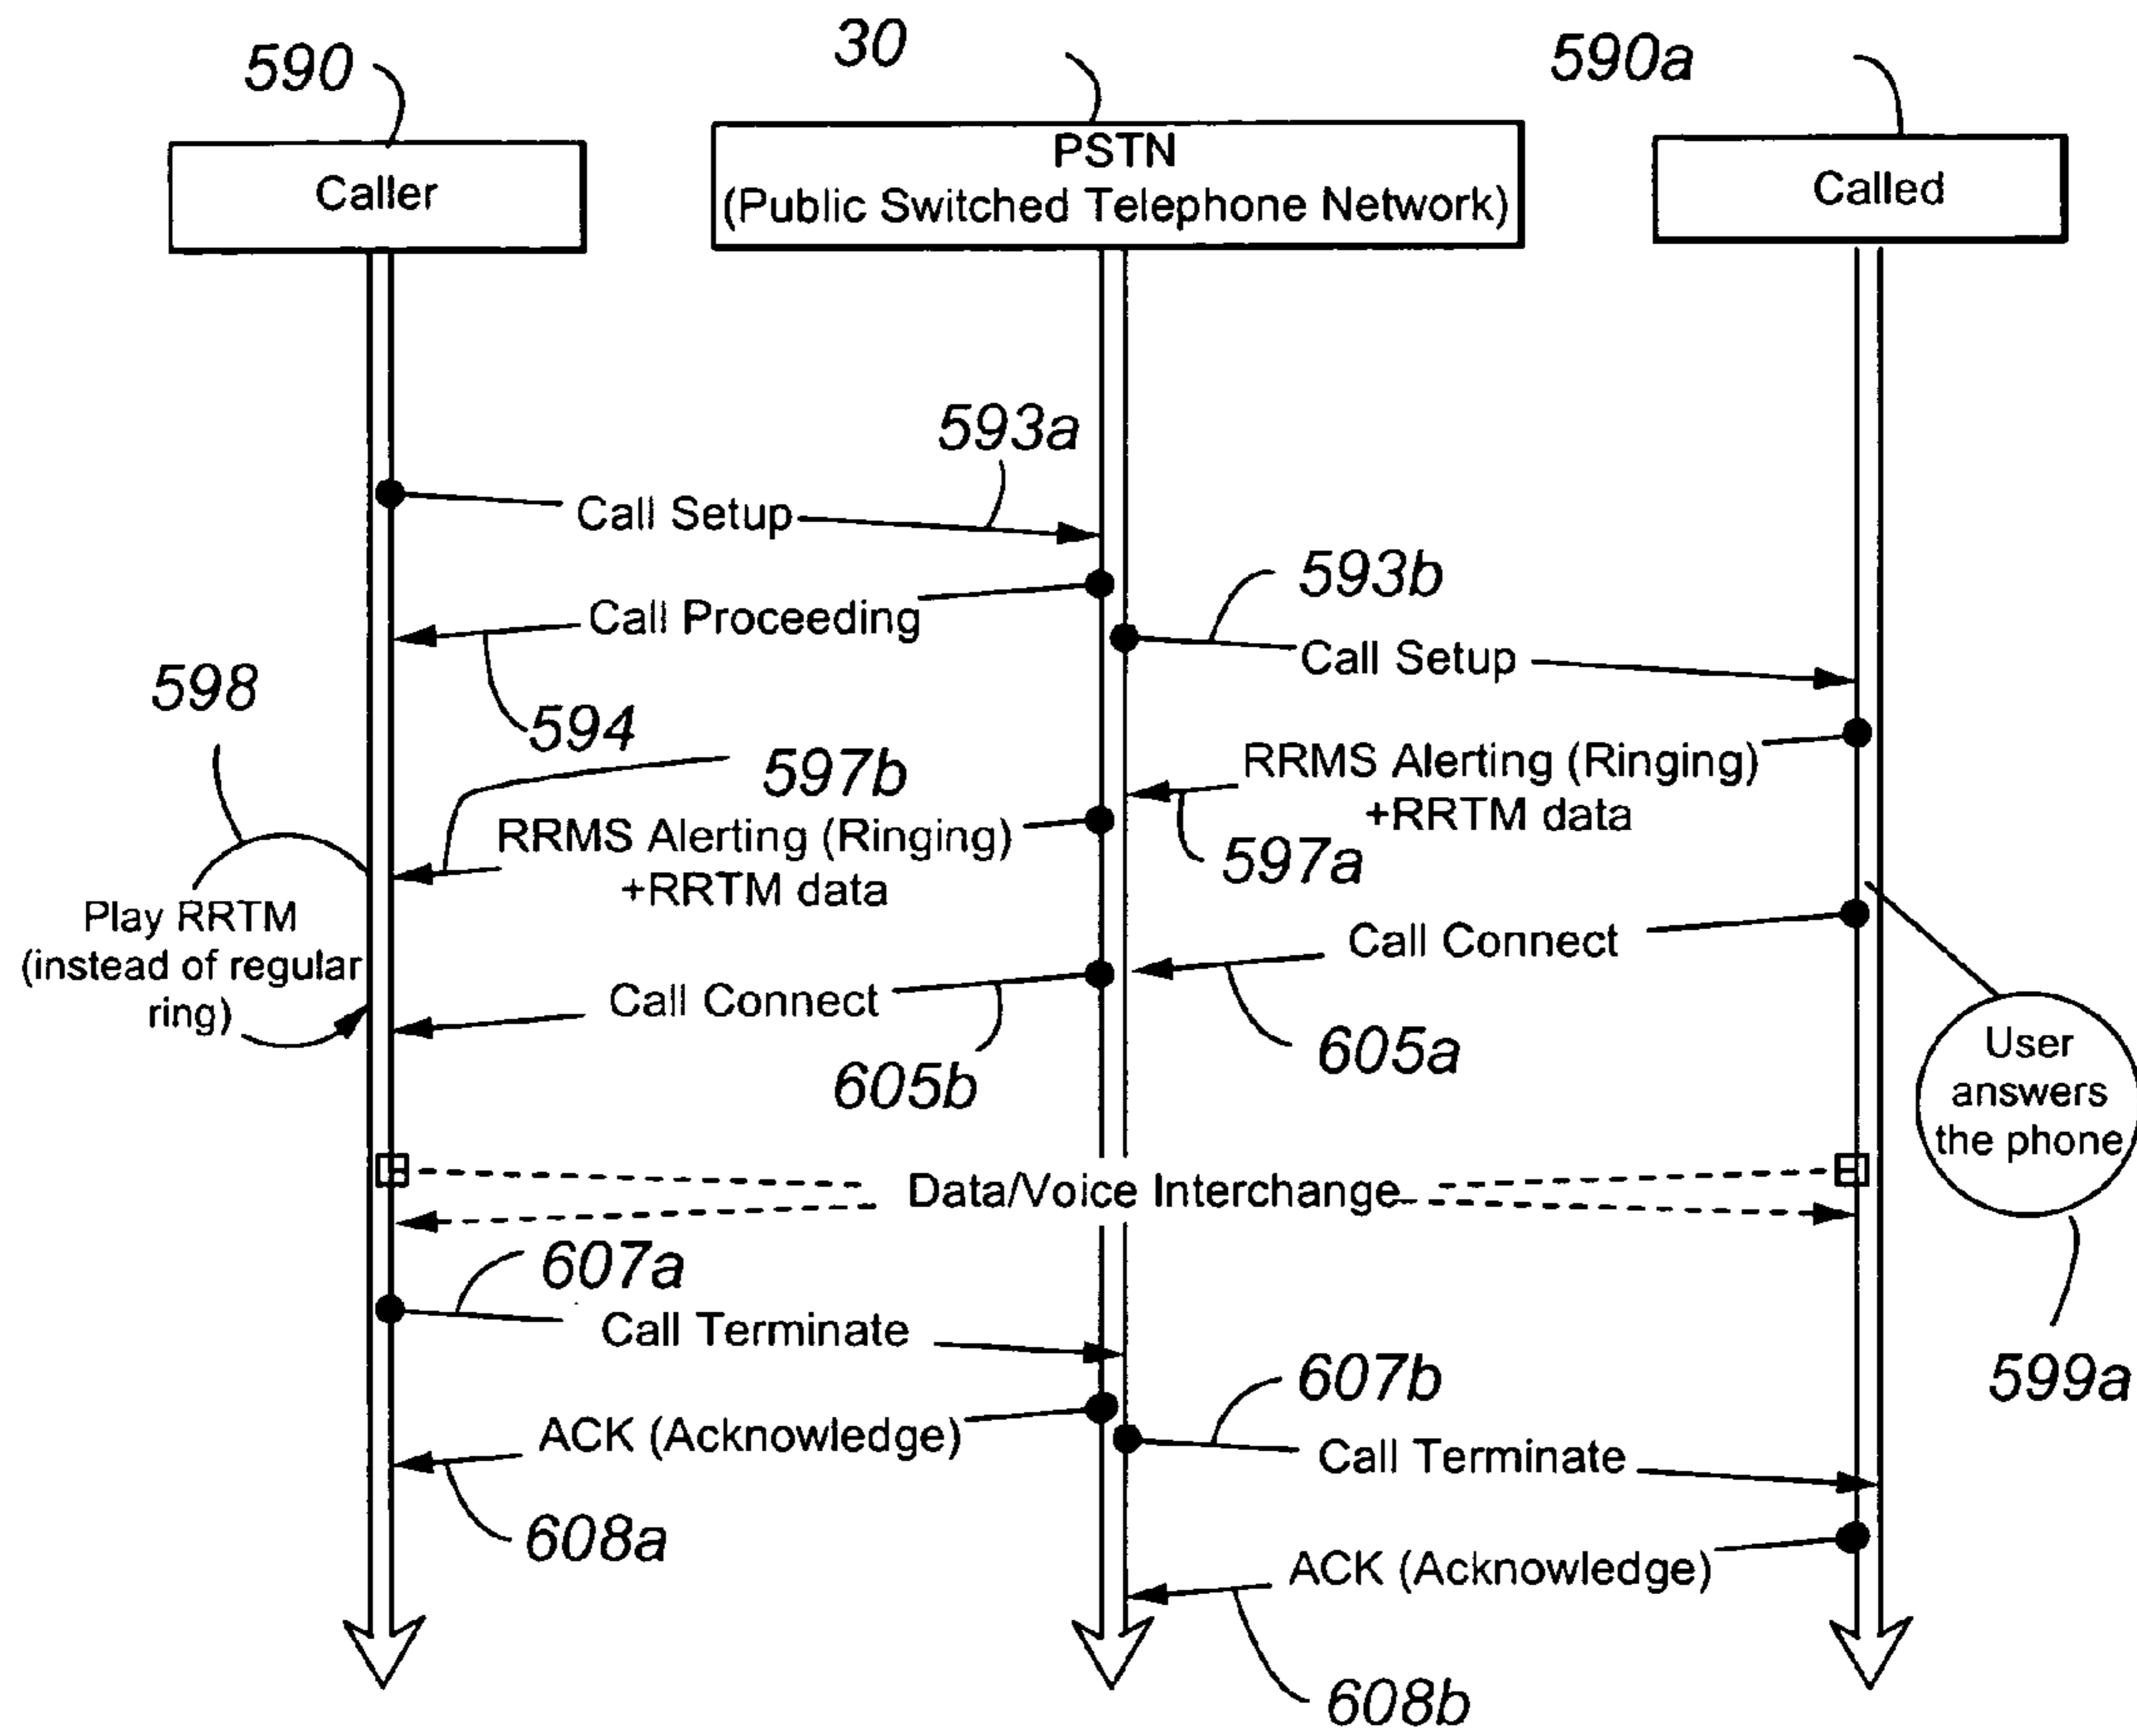 590
30
590a
Caller
PSTN
(Public Switched Telephone Network)
Called
593a
Call Setup
593b
Call Proceeding
Call Setup
598
594
RRMS Alerting (Ringing)
+RRTM data
597b
RRMS Alerting (Ringing)
+RRTM data
597a
Play RRTM
(instead of regular
ring)
Call Connect
Call Connect
605a
605b
User
answers
the phone
Data/Voice Interchange
607a
Call Terminate
607b
599a
ACK (Acknowledge)
Call Terminate
608a
ACK (Acknowledge)
608b